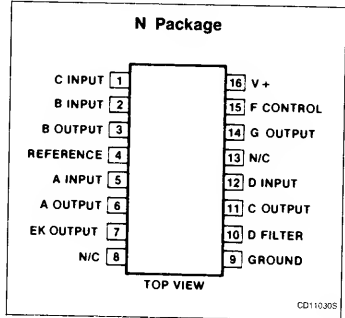 N Package
C INPUT 1
B INPUT 2
B OUTPUT 3
REFERENCE 4
A INPUT 5
A OUTPUT 6
EK OUTPUT 7
N/C 8
16 V+
15 F CONTROL
14 G OUTPUT
13 N/C
12 D INPUT
11 C OUTPUT
10 D FILTER
9 GROUND
TOP VIEW
CD11030S